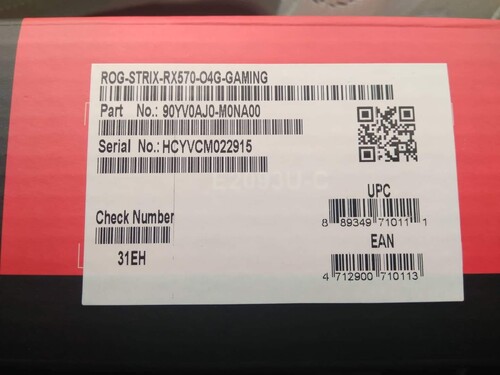 ROG-STRIX-RX570-O4G-GAMING
Part No.: 90YV0AJ0-M0NA00
Serial No.: HCYVCM022915
UPC
8 89349 71011 1
Check Number
31EH
EAN
4 712900 710113